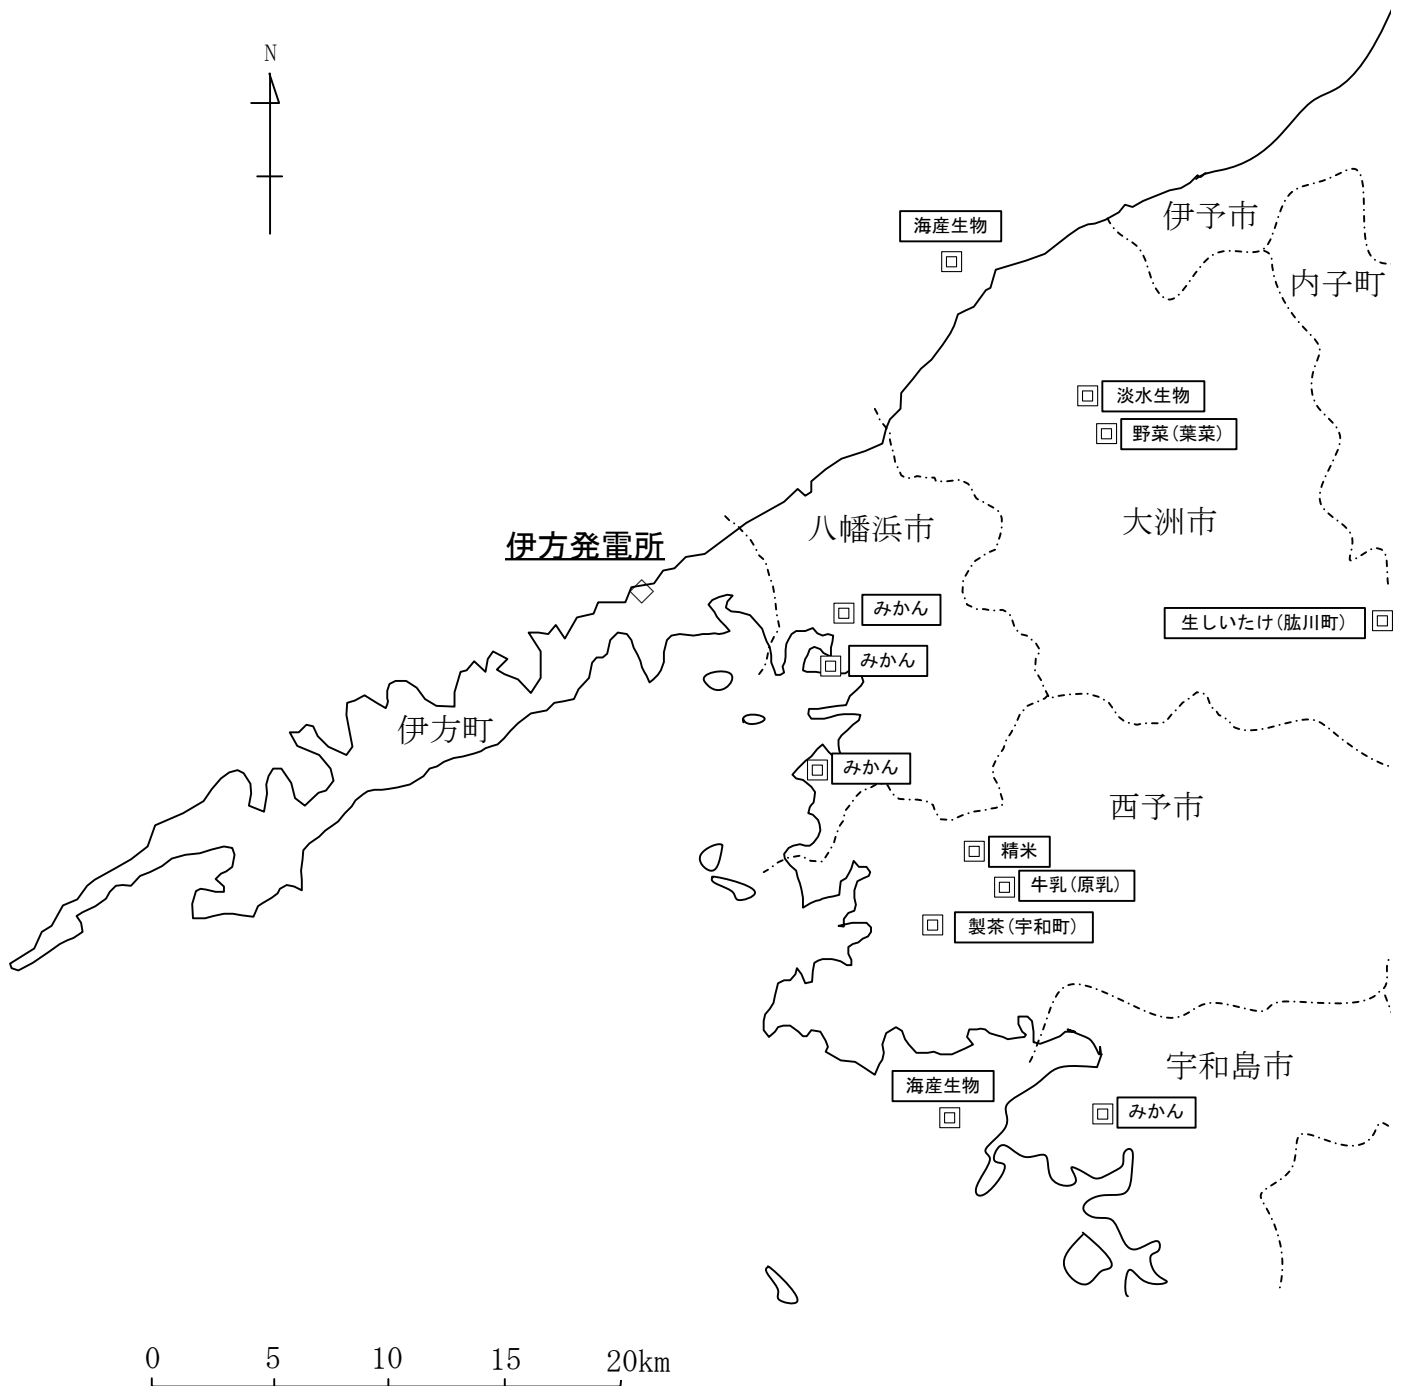 N
海産生物
伊予市
内子町
淡水生物
野菜(葉菜)
八幡浜市
大洲市
伊方発電所
みかん
生しいたけ(肱川町)
みかん
伊方町
みかん
西予市
精米
牛乳(原乳)
製茶(宇和町)
宇和島市
海産生物
みかん
0 5 10 15 20km